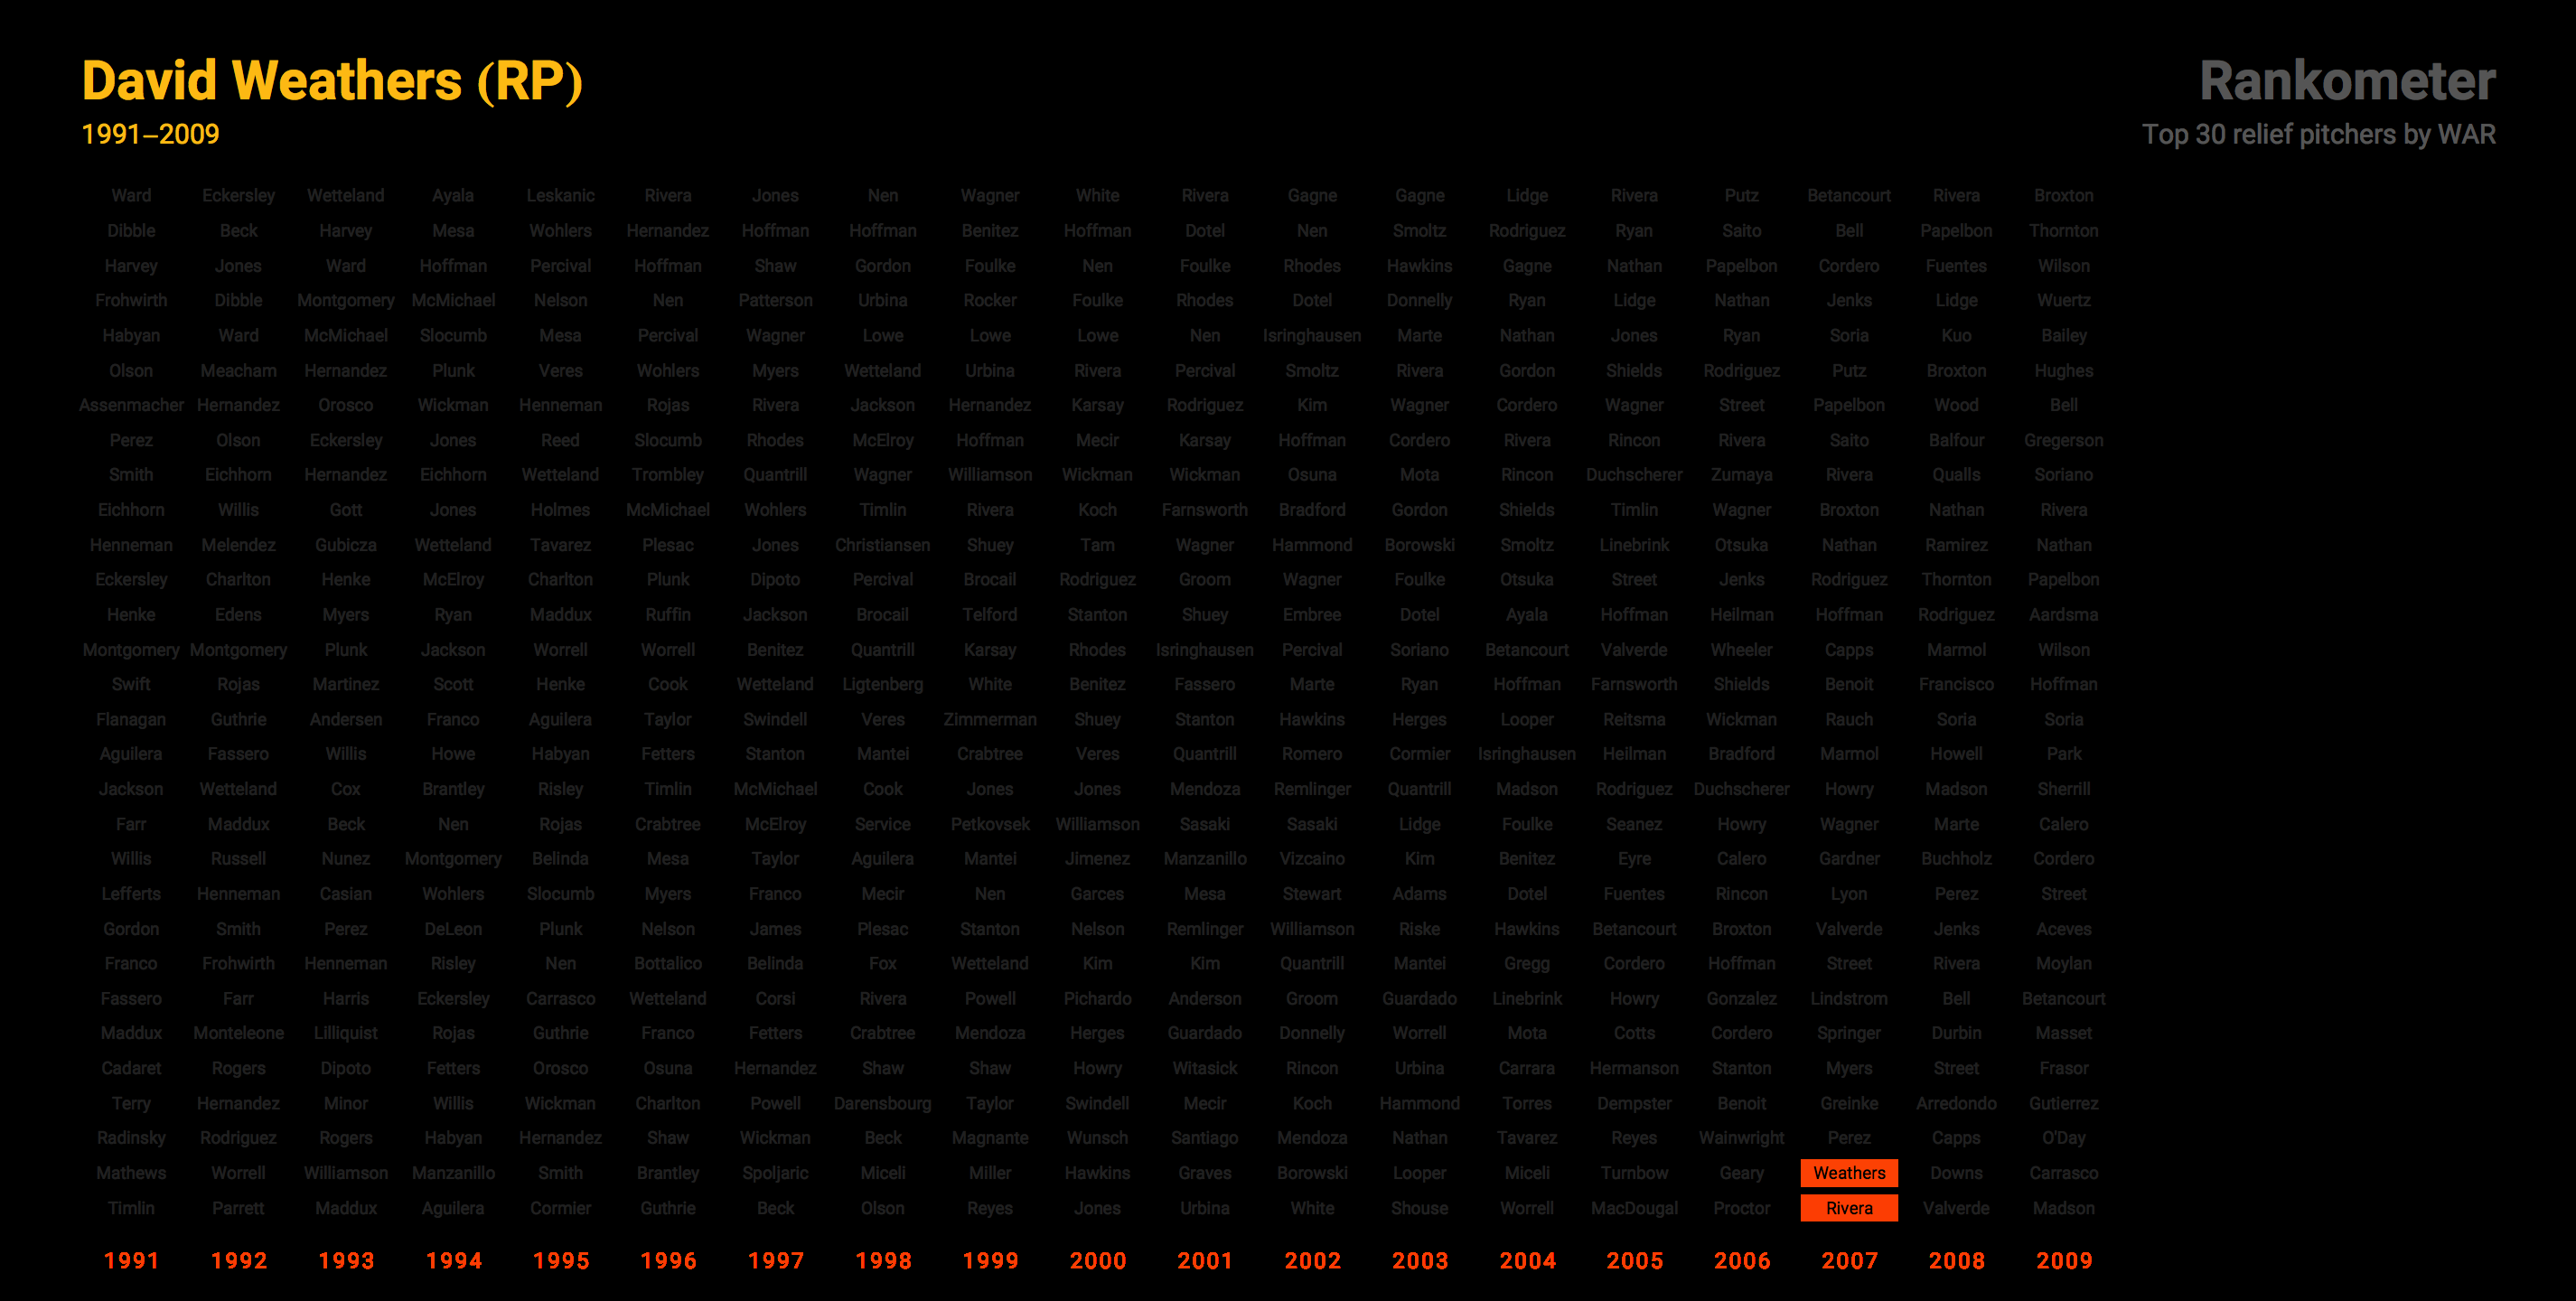 David Weathers (RP)
1991–2009
Rankometer
Top 30 relief pitchers by WAR
Ward Eckersley Wetteland Ayala Leskanic Rivera Jones Nen Wagner White Rivera Gagne Gagne Lidge Rivera Putz Betancourt Rivera Broxton
Dibble Beck Harvey Mesa Wohlers Hernandez Hoffman Hoffman Benitez Hoffman Dotel Nen Smoltz Rodriguez Ryan Saito Bell Papelbon Thornton
Harvey Jones Ward Hoffman Percival Hoffman Shaw Gordon Foulke Nen Foulke Rhodes Hawkins Gagne Nathan Papelbon Cordero Fuentes Wilson
Frohwirth Dibble Montgomery McMichael Nelson Nen Patterson Urbina Rocker Foulke Rhodes Dotel Donnelly Ryan Lidge Nathan Jenks Lidge Wuertz
Habyan Ward McMichael Slocumb Mesa Percival Wagner Lowe Lowe Lowe Nen Isringhausen Marte Nathan Jones Ryan Soria Kuo Bailey
Olson Meacham Hernandez Plunk Veres Wohlers Myers Wetteland Urbina Rivera Percival Smoltz Rivera Gordon Shields Rodriguez Putz Broxton Hughes
Assenmacher Hernandez Orosco Wickman Henneman Rojas Rivera Jackson Hernandez Karsay Rodriguez Kim Wagner Cordero Wagner Street Papelbon Wood Bell
Perez Olson Eckersley Jones Reed Slocumb Rhodes McElroy Hoffman Mecir Karsay Hoffman Cordero Rivera Rincon Rivera Saito Balfour Gregerson
Smith Eichhorn Hernandez Eichhorn Wetteland Trombley Quantrill Wagner Williamson Wickman Wickman Osuna Mota Rincon Duchscherer Zumaya Rivera Qualls Soriano
Eichhorn Willis Gott Jones Holmes McMichael Wohlers Timlin Rivera Koch Farnsworth Bradford Gordon Shields Timlin Wagner Broxton Nathan Rivera
Henneman Melendez Gubicza Wetteland Tavarez Plesac Jones Christiansen Shuey Tam Wagner Hammond Borowski Smoltz Linebrink Otsuka Nathan Ramirez Nathan
Eckersley Charlton Henke McElroy Charlton Plunk Dipoto Percival Brocail Rodriguez Groom Wagner Foulke Otsuka Street Jenks Rodriguez Thornton Papelbon
Henke Edens Myers Ryan Maddux Ruffin Jackson Brocail Telford Stanton Shuey Embree Dotel Ayala Hoffman Heilman Hoffman Rodriguez Aardsma
Montgomery Montgomery Plunk Jackson Worrell Worrell Benitez Quantrill Karsay Rhodes Isringhausen Percival Soriano Betancourt Valverde Wheeler Capps Marmol Wilson
Swift Rojas Martinez Scott Henke Cook Wetteland Ligtenberg White Benitez Fassero Marte Ryan Hoffman Farnsworth Shields Benoit Francisco Hoffman
Flanagan Guthrie Andersen Franco Aguilera Taylor Swindell Veres Zimmerman Shuey Stanton Hawkins Herges Looper Reitsma Wickman Rauch Soria Soria
Aguilera Fassero Willis Howe Habyan Fetters Stanton Mantei Crabtree Veres Quantrill Romero Cormier Isringhausen Heilman Bradford Marmol Howell Park
Jackson Wetteland Cox Brantley Risley Timlin McMichael Cook Jones Jones Mendoza Remlinger Quantrill Madson Rodriguez Duchscherer Howry Madson Sherrill
Farr Maddux Beck Nen Rojas Crabtree McElroy Service Petkovsek Williamson Sasaki Sasaki Lidge Foulke Seanez Howry Wagner Marte Calero
Willis Russell Nunez Montgomery Belinda Mesa Taylor Aguilera Mantei Jimenez Manzanillo Vizcaino Kim Benitez Eyre Calero Gardner Buchholz Cordero
Lefferts Henneman Casian Wohlers Slocumb Myers Franco Mecir Nen Garces Mesa Stewart Adams Dotel Fuentes Rincon Lyon Perez Street
Gordon Smith Perez DeLeon Plunk Nelson James Plesac Stanton Nelson Remlinger Williamson Riske Hawkins Betancourt Broxton Valverde Jenks Aceves
Franco Frohwirth Henneman Risley Nen Bottalico Belinda Fox Wetteland Kim Kim Quantrill Mantei Gregg Cordero Hoffman Street Rivera Moylan
Fassero Farr Harris Eckersley Carrasco Wetteland Corsi Rivera Powell Pichardo Anderson Groom Guardado Linebrink Howry Gonzalez Lindstrom Bell Betancourt
Maddux Monteleone Lilliquist Rojas Guthrie Franco Fetters Crabtree Mendoza Herges Guardado Donnelly Worrell Mota Cotts Cordero Springer Durbin Masset
Cadaret Rogers Dipoto Fetters Orosco Osuna Hernandez Shaw Shaw Howry Witasick Rincon Urbina Carrara Hermanson Stanton Myers Street Frasor
Terry Hernandez Minor Willis Wickman Charlton Powell Darensbourg Taylor Swindell Mecir Koch Hammond Torres Dempster Benoit Greinke Arredondo Gutierrez
Radinsky Rodriguez Rogers Habyan Hernandez Shaw Wickman Beck Magnante Wunsch Santiago Mendoza Nathan Tavarez Reyes Wainwright Perez Capps O'Day
Mathews Worrell Williamson Manzanillo Smith Brantley Spoljaric Miceli Miller Hawkins Graves Borowski Looper Miceli Turnbow Geary Weathers Downs Carrasco
Timlin Parrett Maddux Aguilera Cormier Guthrie Beck Olson Reyes Jones Urbina White Shouse Worrell MacDougal Proctor Rivera Valverde Madson
1991 1992 1993 1994 1995 1996 1997 1998 1999 2000 2001 2002 2003 2004 2005 2006 2007 2008 2009